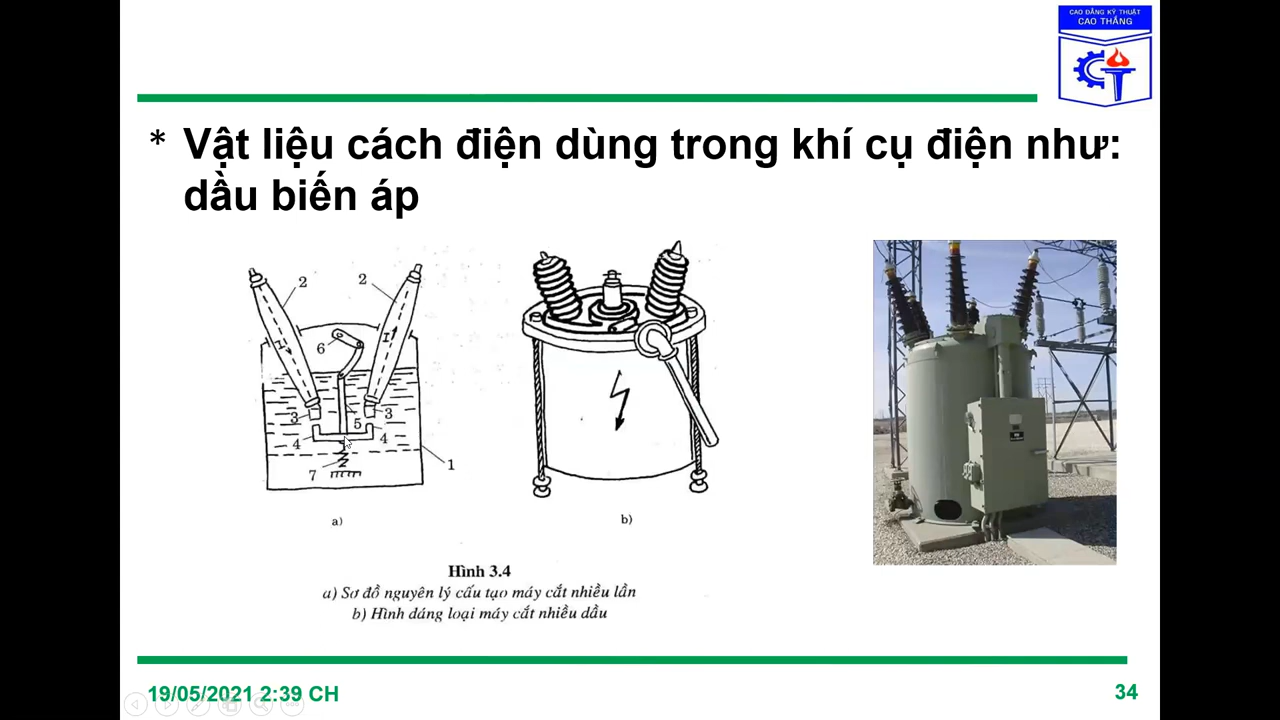 CAO ĐẲNG KỸ THUẬT
CAO THẮNG
* Vật liệu cách điện dùng trong khí cụ điện như:
dầu biến áp
2
2
6
I
I
3
5
3
4
4
7
1
a)
b)
Hình 3.4
a) Sơ đồ nguyên lý cấu tạo máy cắt nhiều lần
b) Hình dáng loại máy cắt nhiều dầu
19/05/2021 2:39 CH
34